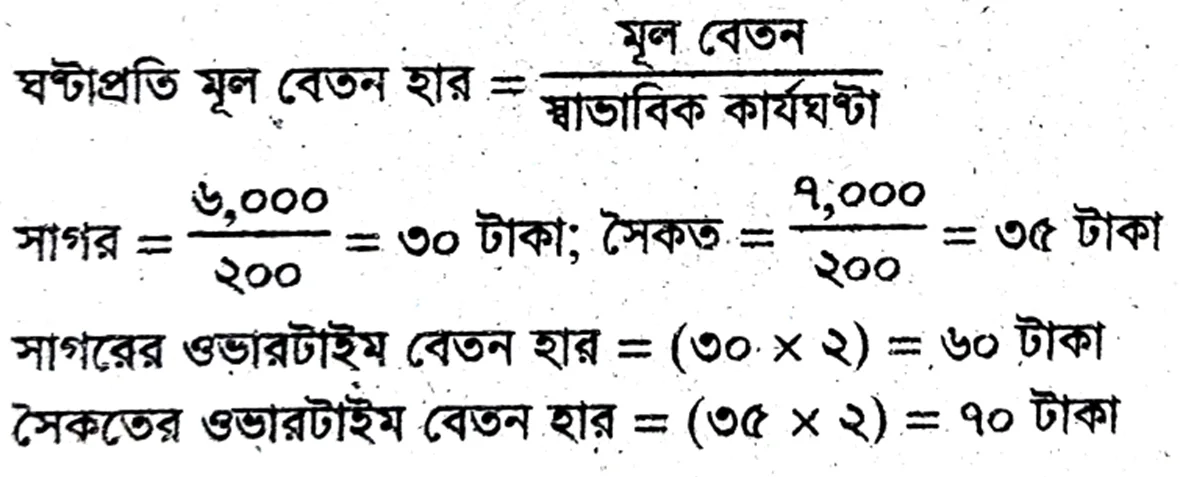 ঘণ্টাপ্রতি মূল বেতন হার = মূল বেতন / স্বাভাবিক কার্যঘণ্টা
সাগর = ৬,০০০ / ২০০ = ৩০ টাকা; সৈকত = ৭,০০০ / ২০০ = ৩৫ টাকা
সাগরের ওভারটাইম বেতন হার = (৩০ × ২) = ৬০ টাকা
সৈকতের ওভারটাইম বেতন হার = (৩৫ × ২) = ৭০ টাকা